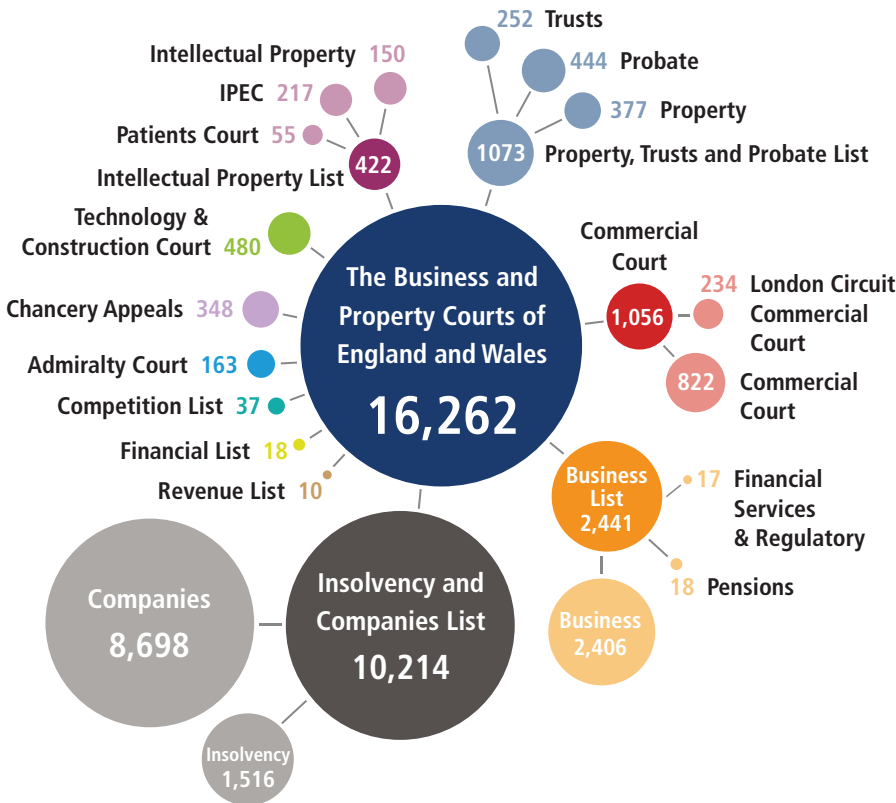 252 Trusts
Intellectual Property 150
444 Probate
IPEC 217
377 Property
Patients Court 55
1073 Property, Trusts and Probate List
422
Intellectual Property List
Technology &
Construction Court 480
Commercial
Court
The Business and
Property Courts of
England and Wales
16,262
234 London Circuit
Commercial
Court
1,056
Chancery Appeals 348
Admiralty Court 163
822 Commercial
Court
Competition List 37
Financial List 18
Revenue List 10
Business
List
2,441
17 Financial
Services
& Regulatory
18 Pensions
Companies
8,698
Insolvency and
Companies List
10,214
Business
2,406
Insolvency
1,516